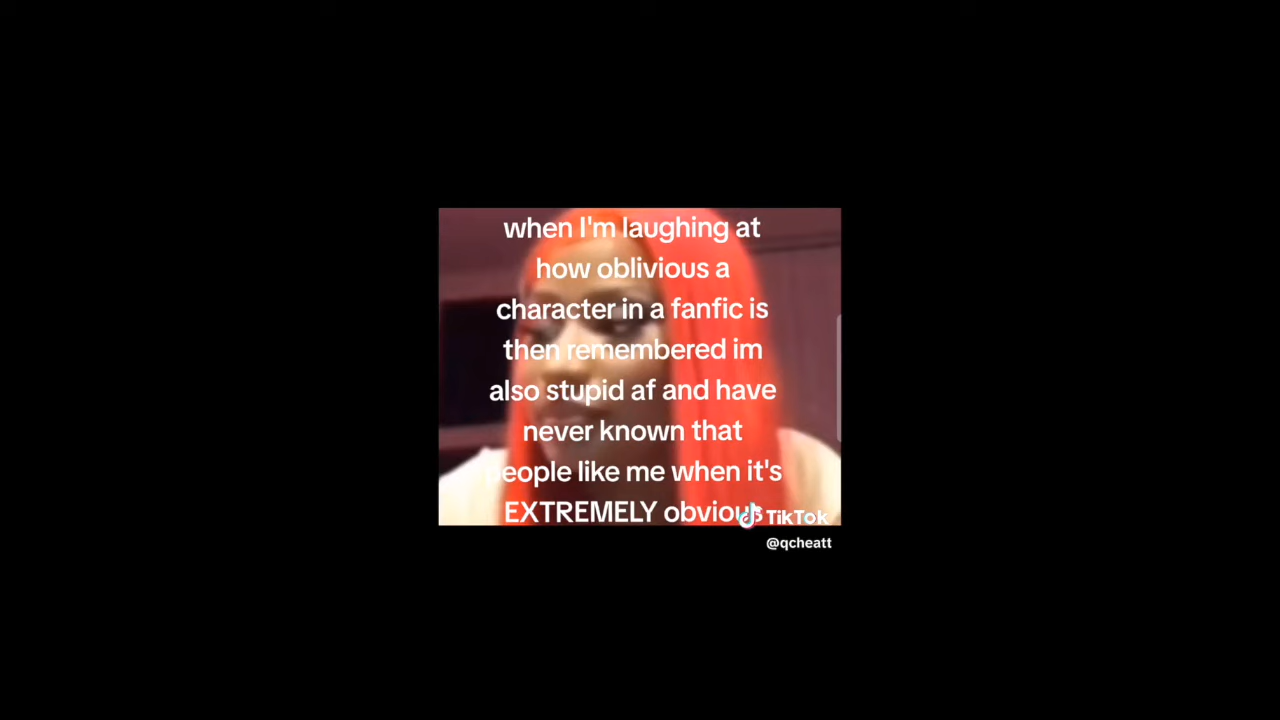 when I'm laughing at
how oblivious a
character in a fanfic is
then remembered im
also stupid af and have
never known that
people like me when it's
EXTREMELY obvious
TikTok
@qcheatt